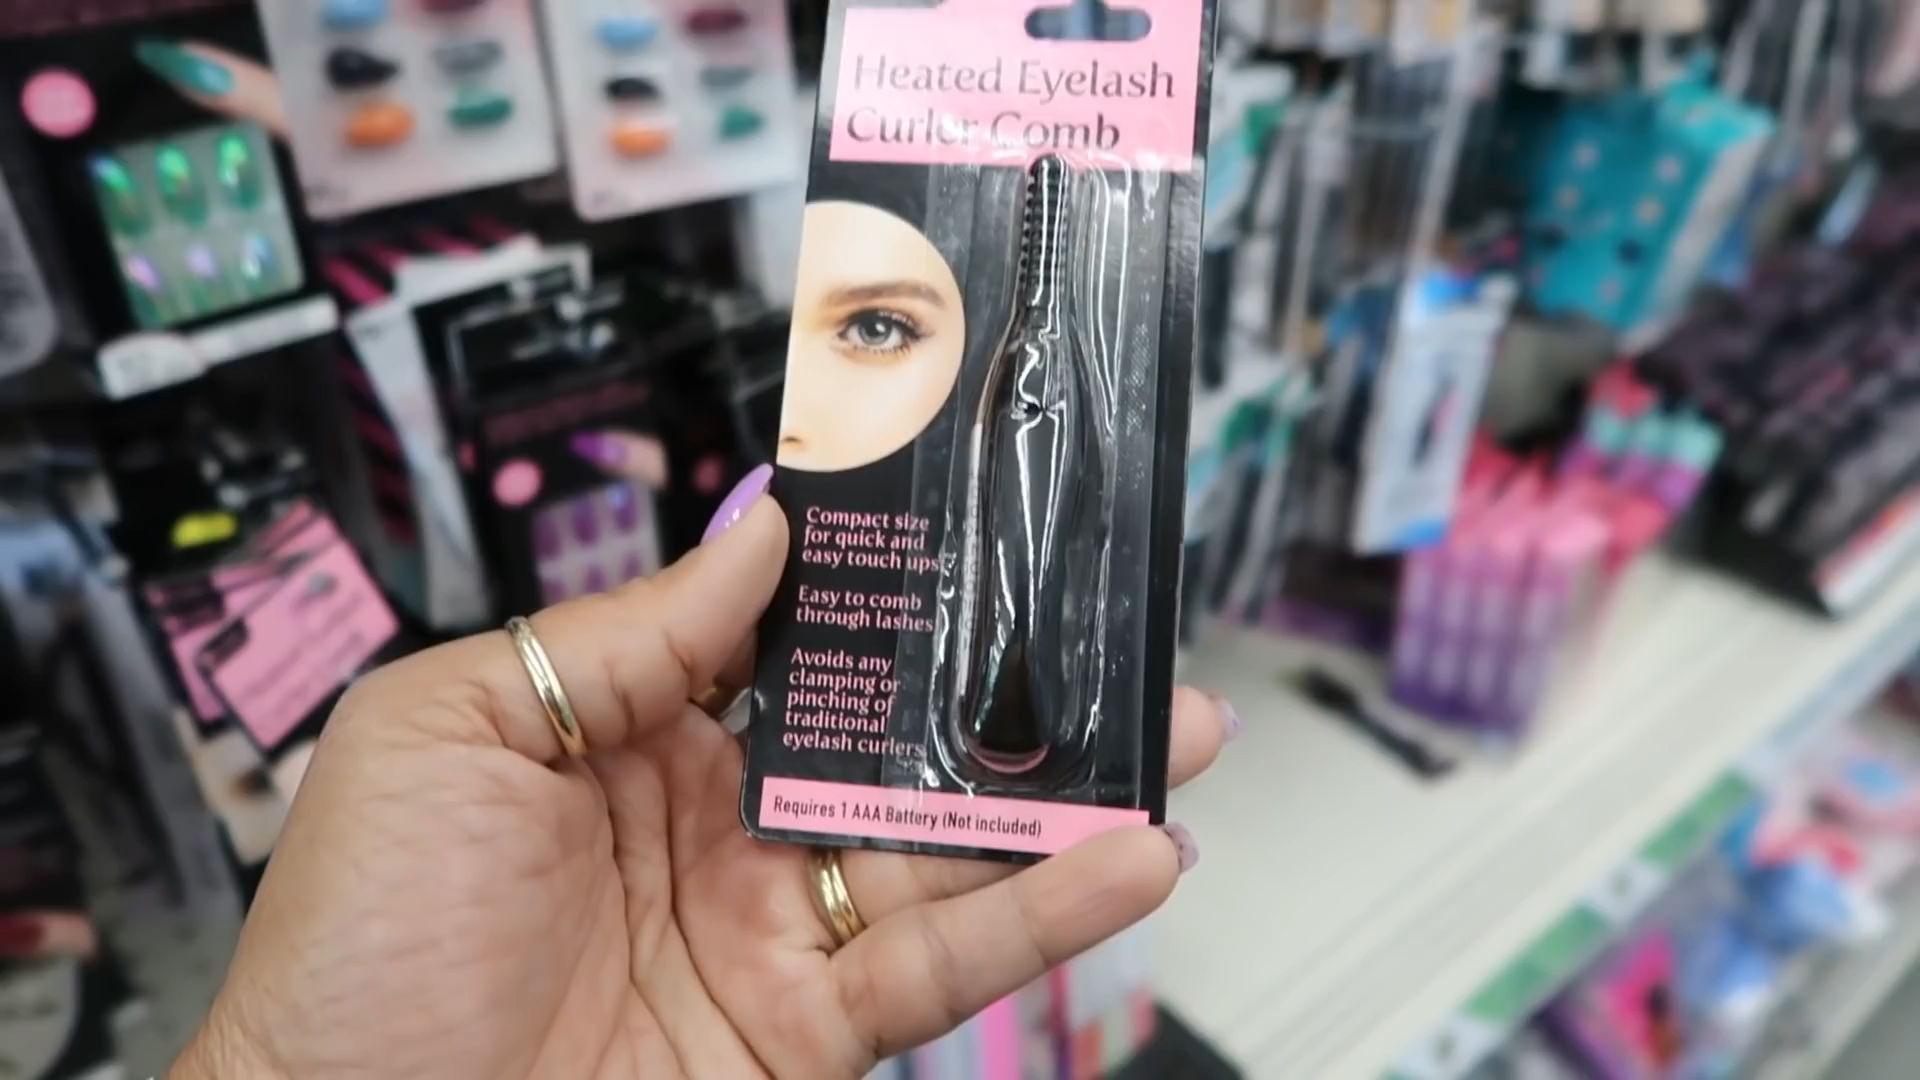 Heated Eyelash
Curler Comb
Compact size
for quick and
easy touch ups
Easy to comb
through lashes
Avoids any
clamping or
pinching of
traditional
eyelash curlers
Requires 1 AAA Battery (Not included)